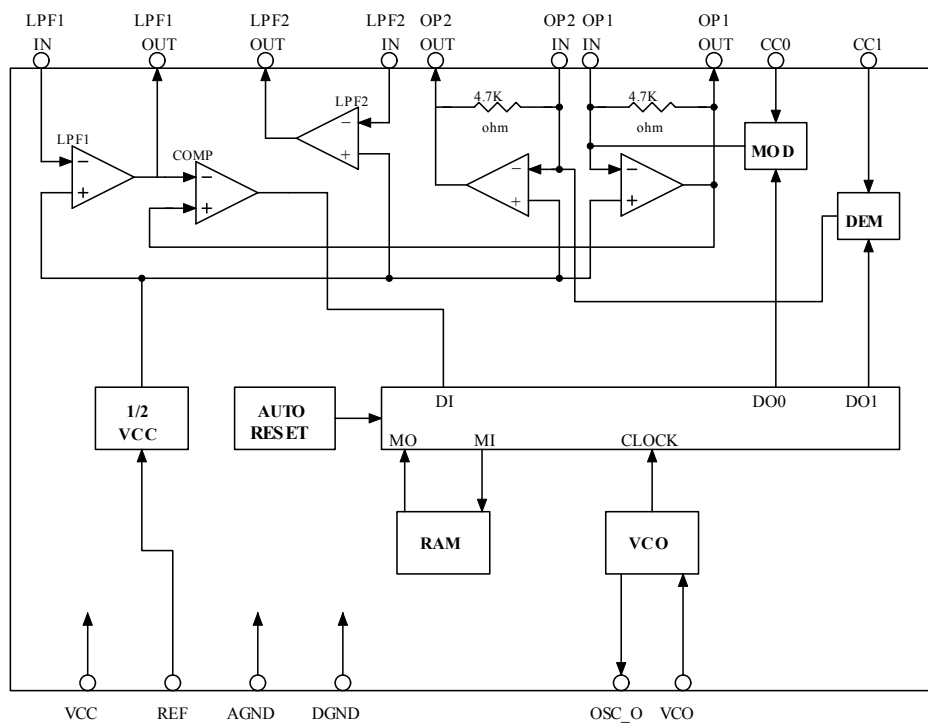 LPF1 LPF1 LPF2 LPF2 OP2 OP2 OP1 OP1
IN OUT OUT IN OUT IN IN OUT CC0 CC1
4.7K 4.7K
LPF2
ohm ohm
LPF1
COMP
MOD
DEM
− + − + − + − + − +
1/2
VCC
AUTO
RESET
DI DO0 DO1
MO MI CLOCK
RAM VCO
VCC REF AGND DGND OSC_O VCO